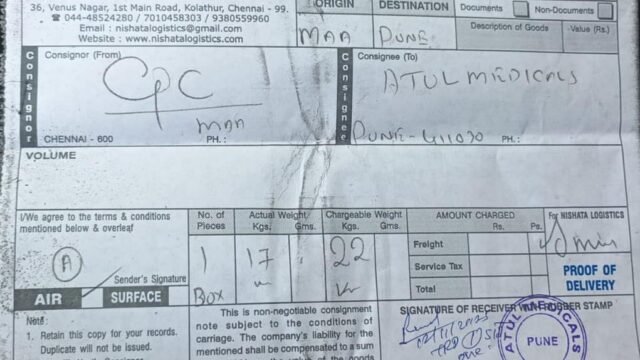 36, Venus Nagar, 1st Main Road, Kolathur, Chennai - 99.
☎ 044-48524280 / 7010458303 / 9380559960
Email : nishatalogistics@gmail.com
Website : www.nishatalogistics.com
ORIGIN
MAA
DESTINATION
PUNE
Documents
Non-Documents
Description of Goods
Value (Rs.)
Consignor
Consignor (From)
CPC
MAA
CHENNAI - 600
PH.:
Consignee
Consignee (To)
ATUL MEDICALS
PUNE - 411030
PH.:
VOLUME
I/We agree to the terms & conditions
mentioned below & overleaf
A
Sender's Signature
AIR
SURFACE
No. of
Pieces
1
BOX
Actual Weight
Kgs.
Gms.
17
Chargeable Weight
Kgs.
Gms.
22
AMOUNT CHARGED
Rs.
Ps.
Freight
Service Tax
Total
For NISHATA LOGISTICS
PROOF OF
DELIVERY
Note :
1. Retain this copy for your records.
Duplicate will not be issued.
This is non-negotiable consignment
note subject to the conditions of
carriage. The company's liability for the
mentioned shall be compensated to a sum
SIGNATURE OF RECEIVER WITH RUBBER STAMP
ATUL MEDICALS
PUNE